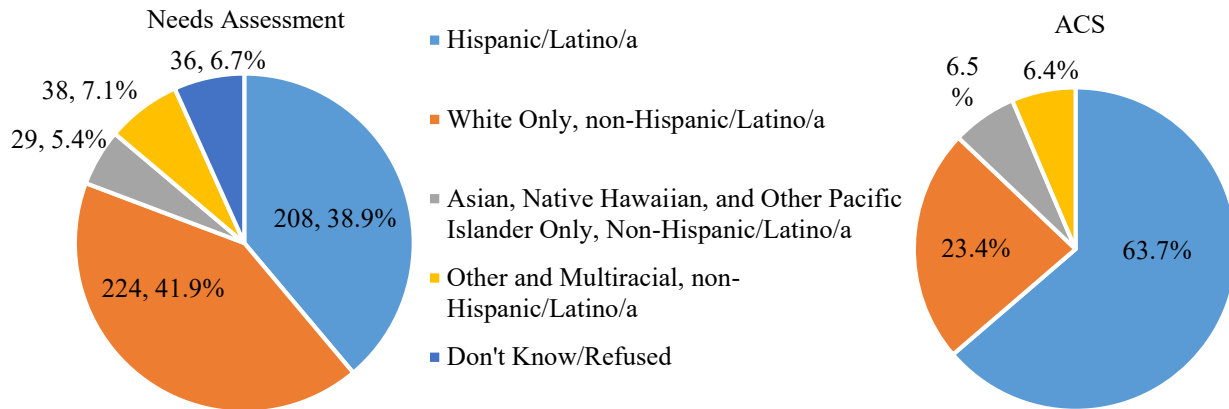 Needs Assessment
36, 6.7%
38, 7.1%
29, 5.4%
208, 38.9%
224, 41.9%
Hispanic/Latino/a
White Only, non-Hispanic/Latino/a
Asian, Native Hawaiian, and Other Pacific
Islander Only, Non-Hispanic/Latino/a
Other and Multiracial, non-
Hispanic/Latino/a
Don't Know/Refused
ACS
6.5
%
6.4%
23.4%
63.7%